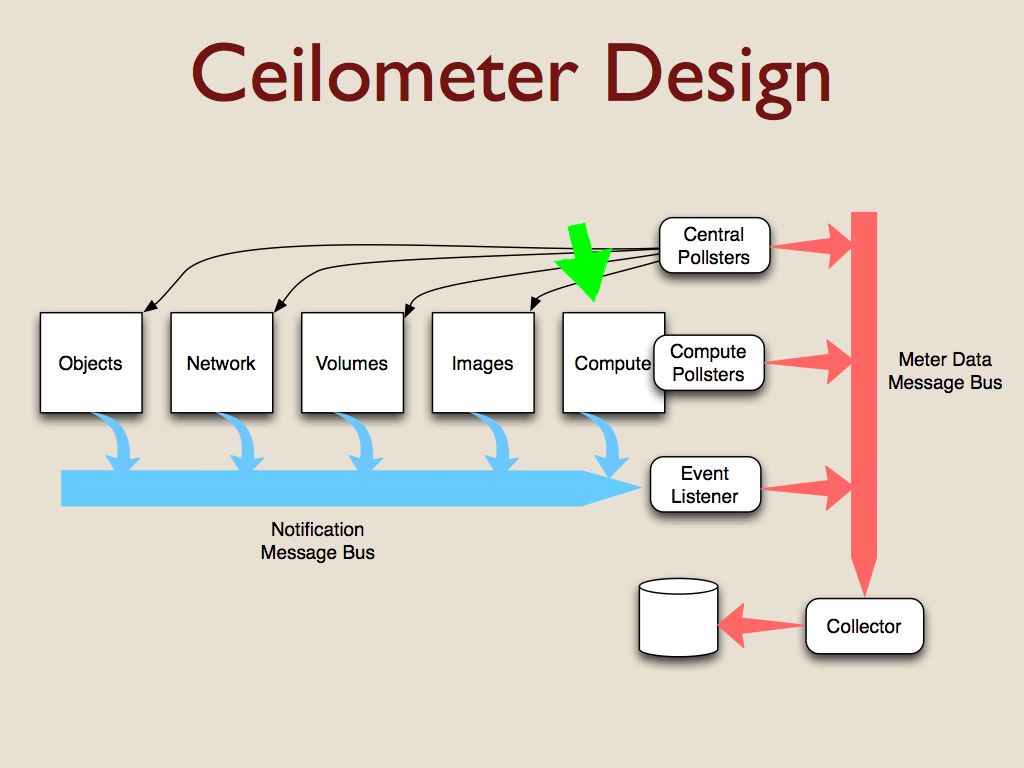 Ceilometer Design
Central
Pollsters
Objects
Network
Volumes
Images
Compute
Compute
Pollsters
Meter Data
Message Bus
Event
Listener
Notification
Message Bus
Collector